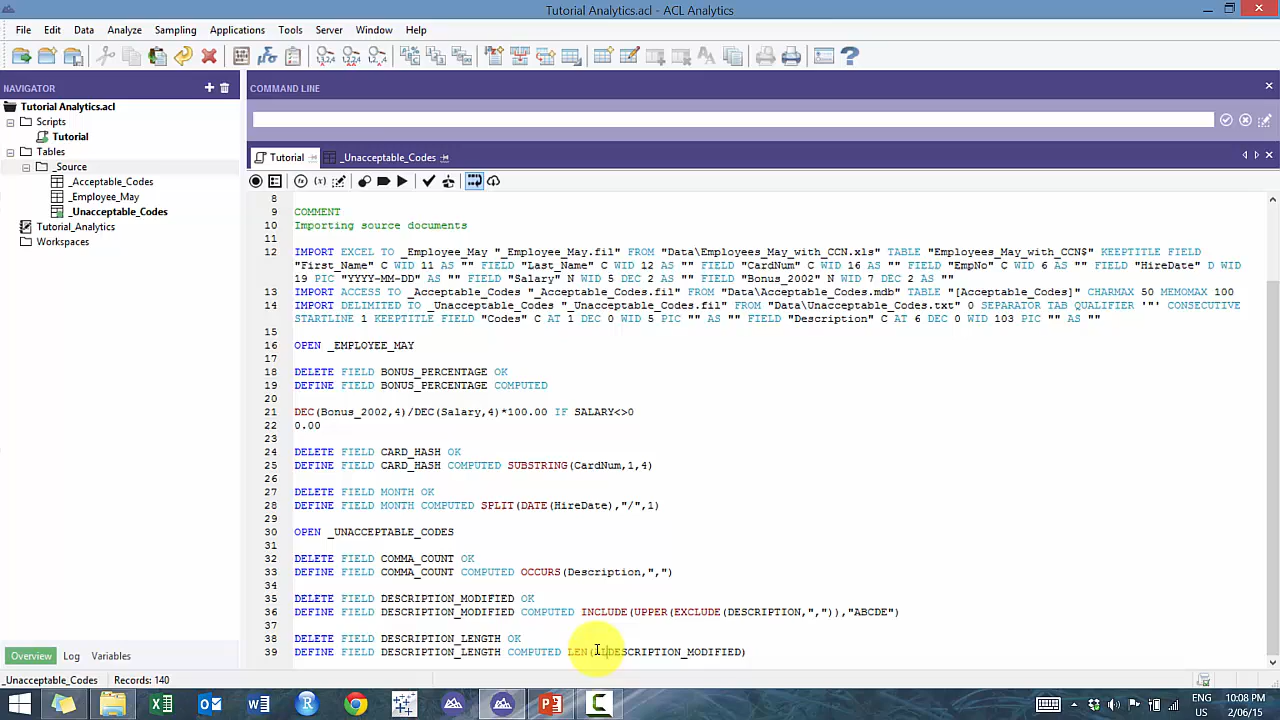 Tutorial Analytics.acl - ACL Analytics
File Edit Data Analyze Sampling Applications Tools Server Window Help
NAVIGATOR
COMMAND LINE
Tutorial Analytics.acl
Scripts
Tutorial
Tables
_Source
_Acceptable_Codes
_Employee_May
_Unacceptable_Codes
Tutorial_Analytics
Workspaces
Tutorial _Unacceptable_Codes
8
9 COMMENT
10 Importing source documents
11
12 IMPORT EXCEL TO _Employee_May "_Employee_May.fil" FROM "Data\Employees_May_with_CCN.xls" TABLE "Employees_May_with_CCN$" KEEPTITLE FIELD
"First_Name" C WID 11 AS "" FIELD "Last_Name" C WID 12 AS "" FIELD "CardNum" C WID 16 AS "" FIELD "EmpNo" C WID 6 AS "" FIELD "HireDate" D WID
19 PIC "YYYY-MM-DD" AS "" FIELD "Salary" N WID 5 DEC 2 AS "" FIELD "Bonus_2002" N WID 7 DEC 2 AS ""
13 IMPORT ACCESS TO _Acceptable_Codes "_Acceptable_Codes.fil" FROM "Data\Acceptable_Codes.mdb" TABLE "[Acceptable_Codes]" CHARMAX 50 MEMOMAX 100
14 IMPORT DELIMITED TO _Unacceptable_Codes "_Unacceptable_Codes.fil" FROM "Data\Unacceptable_Codes.txt" 0 SEPARATOR TAB QUALIFIER '"' CONSECUTIVE
STARTLINE 1 KEEPTITLE FIELD "Codes" C AT 1 DEC 0 WID 5 PIC "" AS "" FIELD "Description" C AT 6 DEC 0 WID 103 PIC "" AS ""
15
16 OPEN _EMPLOYEE_MAY
17
18 DELETE FIELD BONUS_PERCENTAGE OK
19 DEFINE FIELD BONUS_PERCENTAGE COMPUTED
20
21 DEC(Bonus_2002,4)/DEC(Salary,4)*100.00 IF SALARY<>0
22 0.00
23
24 DELETE FIELD CARD_HASH OK
25 DEFINE FIELD CARD_HASH COMPUTED SUBSTRING(CardNum,1,4)
26
27 DELETE FIELD MONTH OK
28 DEFINE FIELD MONTH COMPUTED SPLIT(DATE(HireDate),"/",1)
29
30 OPEN _UNACCEPTABLE_CODES
31
32 DELETE FIELD COMMA_COUNT OK
33 DEFINE FIELD COMMA_COUNT COMPUTED OCCURS(Description,",")
34
35 DELETE FIELD DESCRIPTION_MODIFIED OK
36 DEFINE FIELD DESCRIPTION_MODIFIED COMPUTED INCLUDE(UPPER(EXCLUDE(DESCRIPTION,",")),"ABCDE")
37
38 DELETE FIELD DESCRIPTION_LENGTH OK
39 DEFINE FIELD DESCRIPTION_LENGTH COMPUTED
Overview Log Variables
_Unacceptable_Codes Records: 140
ENG 10:08 PM
US 2/06/15